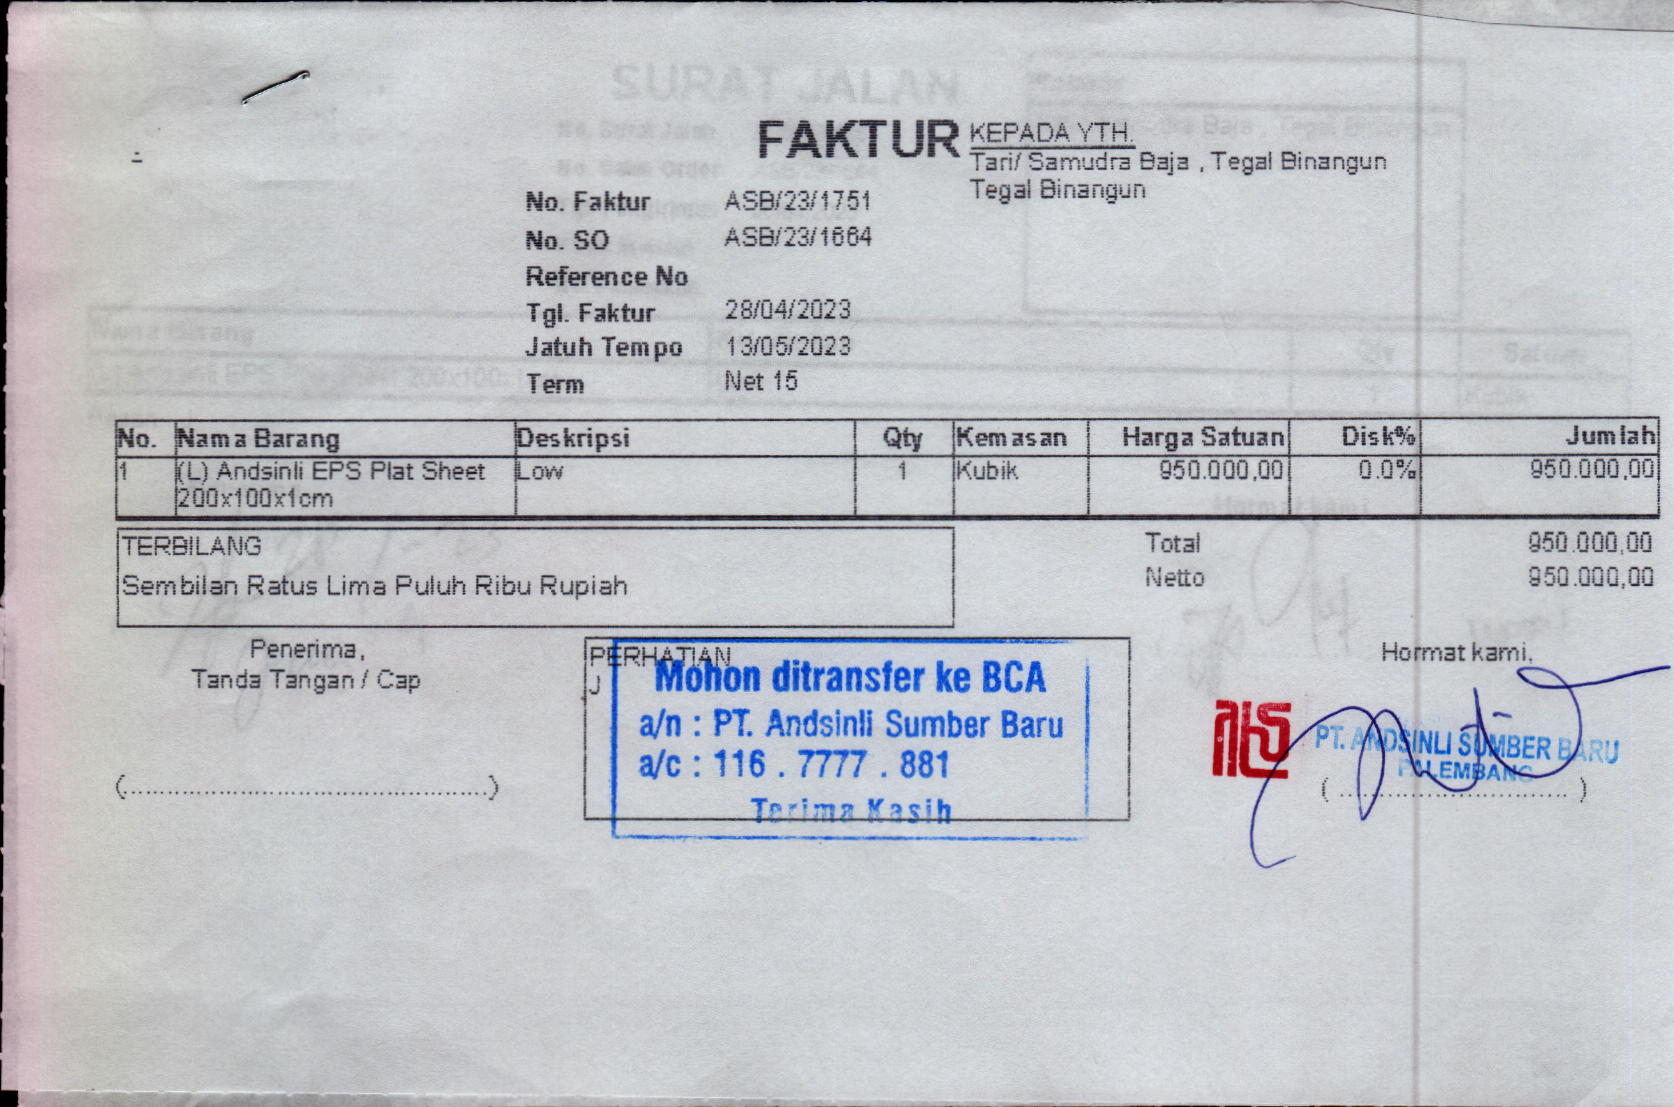 FAKTUR
KEPADA YTH.
Tari/ Samudra Baja , Tegal Binangun
Tegal Binangun
No. Faktur ASB/23/1751
No. SO ASB/23/1664
Reference No
Tgl. Faktur 28/04/2023
Jatuh Tempo 13/05/2023
Term Net 15
No. Nama Barang Deskripsi Qty Kemasan Harga Satuan Disk% Jumlah
1 (L) Andsinli EPS Plat Sheet Low 1 Kubik 950.000,00 0.0% 950.000,00
200x100x1cm
TERBILANG
Sembilan Ratus Lima Puluh Ribu Rupiah
Total 950.000,00
Netto 950.000,00
Penerima,
Tanda Tangan / Cap
(..............................................)
PERHATIAN
J
Mohon ditransfer ke BCA
a/n : PT. Andsinli Sumber Baru
a/c : 116 . 7777 . 881
Terima Kasih
Hormat kami,
PT. ANDSINLI SUMBER BARU
PALEMBANG
( ............................. )
SURAT JALAN